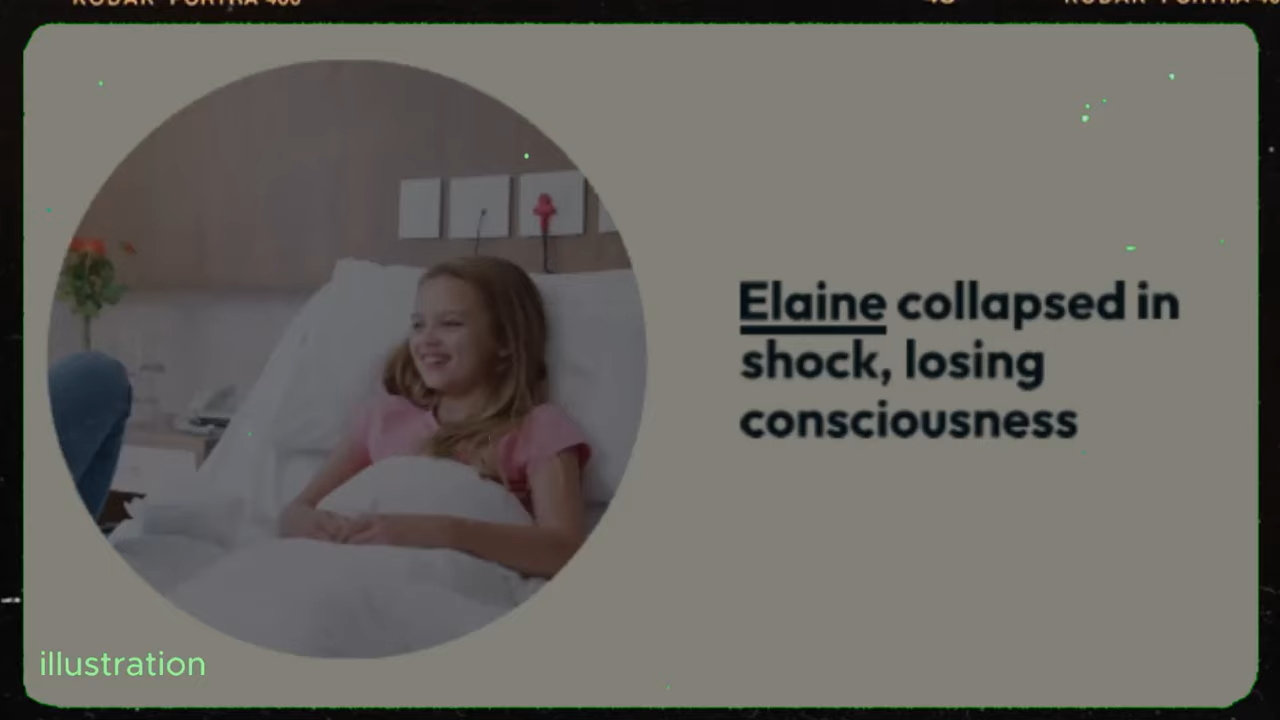 Elaine collapsed in
shock, losing
consciousness
illustration